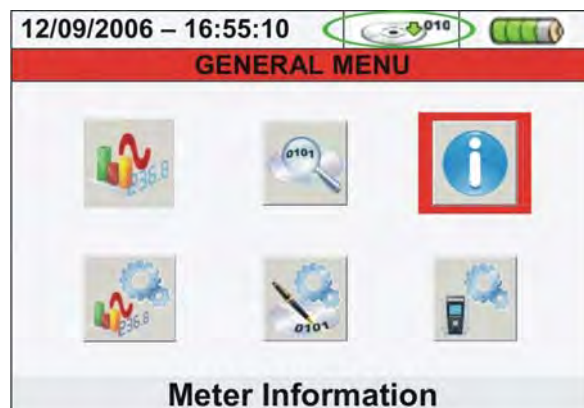 12/09/2006 – 16:55:10
010
GENERAL MENU
236.8
0101
236.8
0101
Meter Information